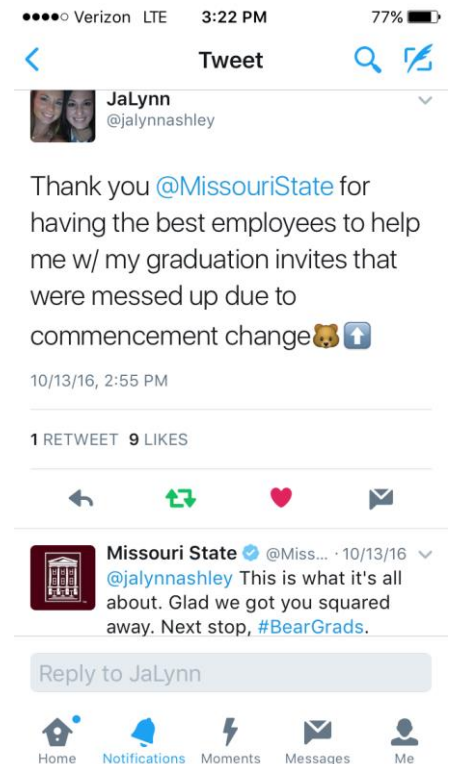 Verizon LTE 3:22 PM 77%
Tweet
JaLynn
@jalynnashley
Thank you @MissouriState for
having the best employees to help
me w/ my graduation invites that
were messed up due to
commencement change🐻⬆️
10/13/16, 2:55 PM
1 RETWEET 9 LIKES
Missouri State @Miss... · 10/13/16
@jalynnashley This is what it's all
about. Glad we got you squared
away. Next stop, #BearGrads.
Reply to JaLynn
Home Notifications Moments Messages Me